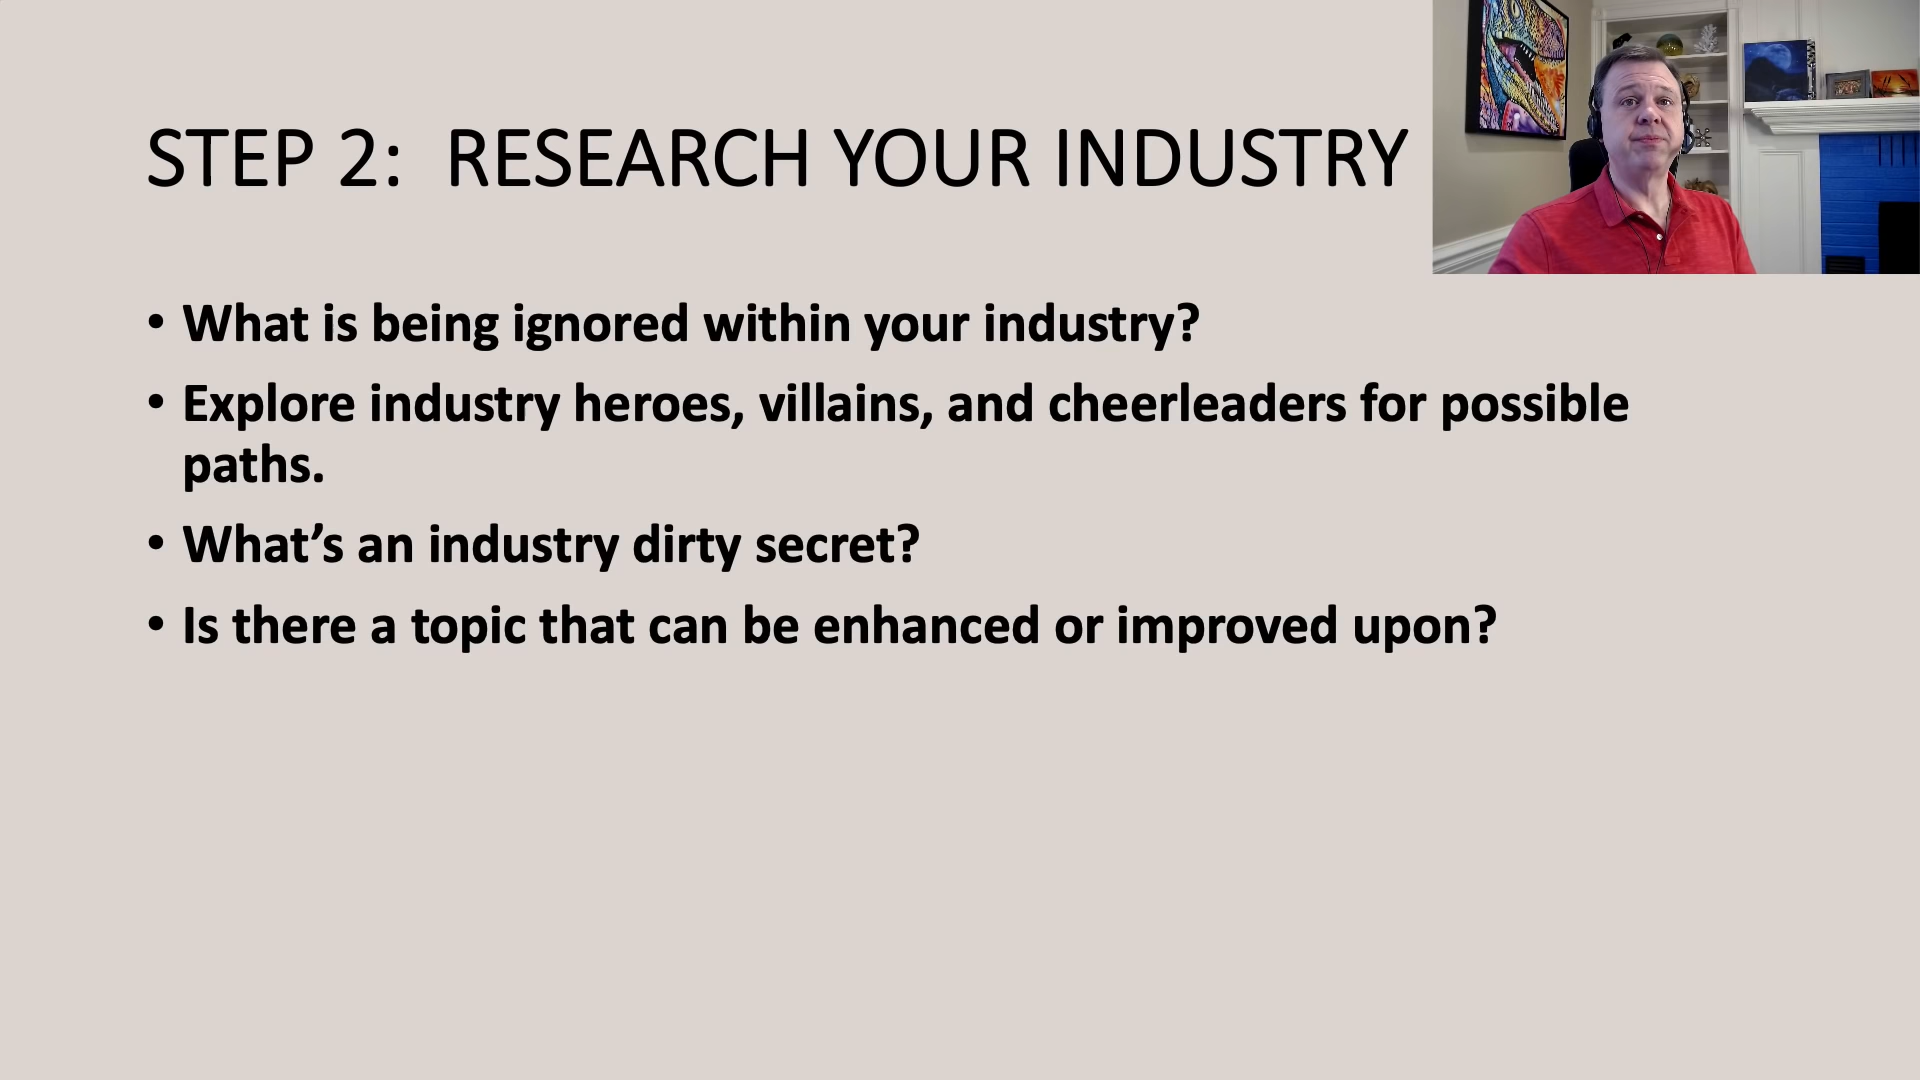 STEP 2:  RESEARCH YOUR INDUSTRY
• What is being ignored within your industry?
• Explore industry heroes, villains, and cheerleaders for possible
paths.
• What’s an industry dirty secret?
• Is there a topic that can be enhanced or improved upon?